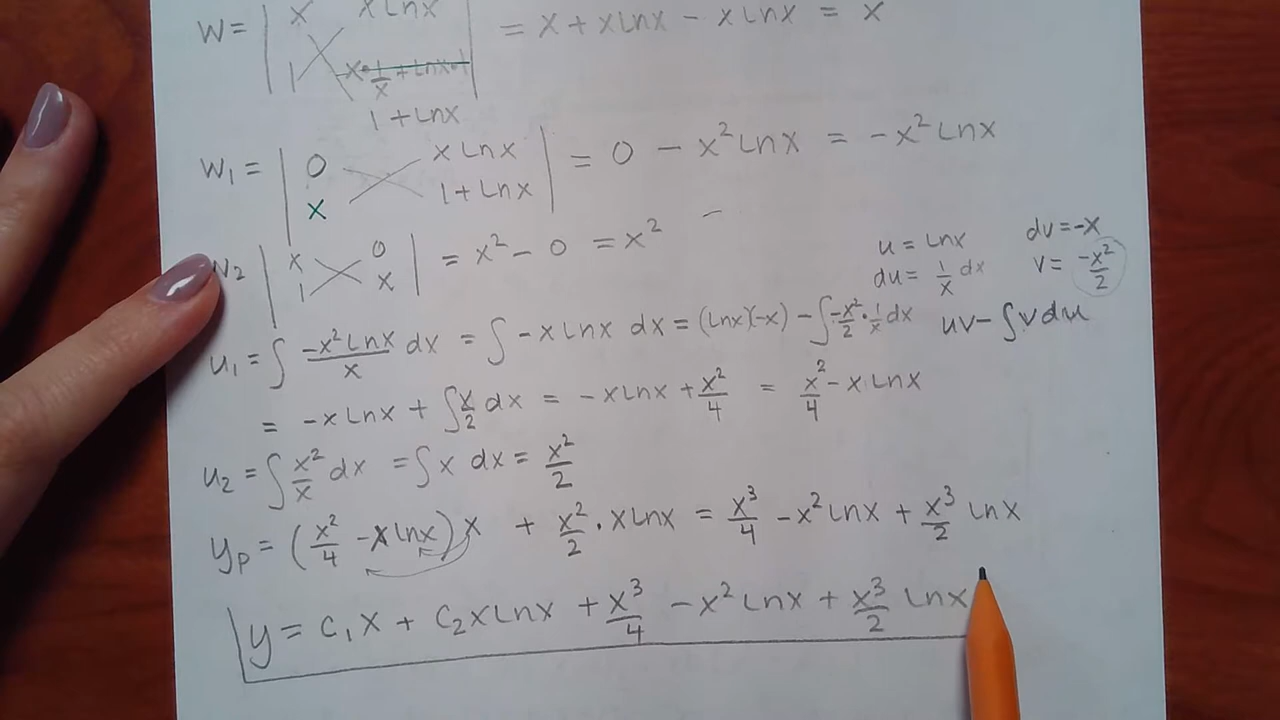 W = | x  x ln x | = x + x ln x − x ln x = x
1  x · 1/x + ln x · 1
1 + ln x
W₁ = | 0  x ln x | = 0 − x² ln x = −x² ln x
x  1 + ln x
W₂ | x  0 | = x² − 0 = x²  −
1  x
u = ln x  dv = −x
du = 1/x dx  v = −x²/2
u₁ = ∫ −x² ln x / x dx = ∫ −x ln x dx = (ln x)(−x) − ∫ −x²/2 · 1/x dx  uv − ∫ v du
= −x ln x + ∫ x/2 dx = −x ln x + x²/4 = x²/4 − x ln x
u₂ = ∫ x²/x dx = ∫ x dx = x²/2
yₚ = (x²/4 − x ln x) x + x²/2 · x ln x = x³/4 − x² ln x + x³/2 ln x
y = c₁x + c₂x ln x + x³/4 − x² ln x + x³/2 ln x